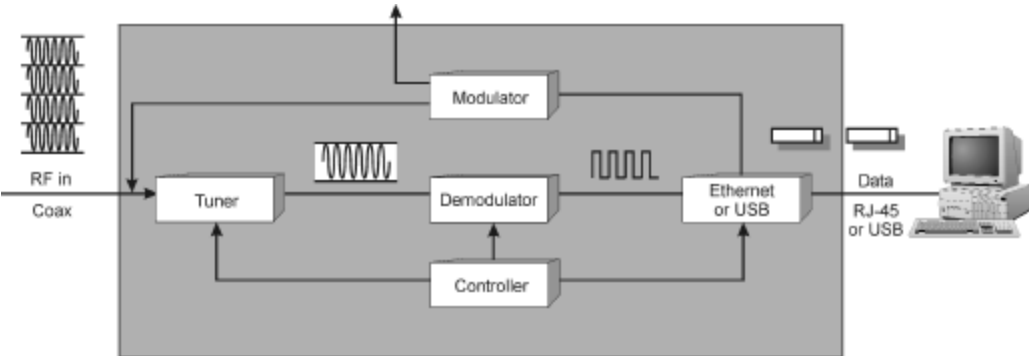 Modulator
RF in
Coax
Tuner
Demodulator
Ethernet
or USB
Data
RJ-45
or USB
Controller